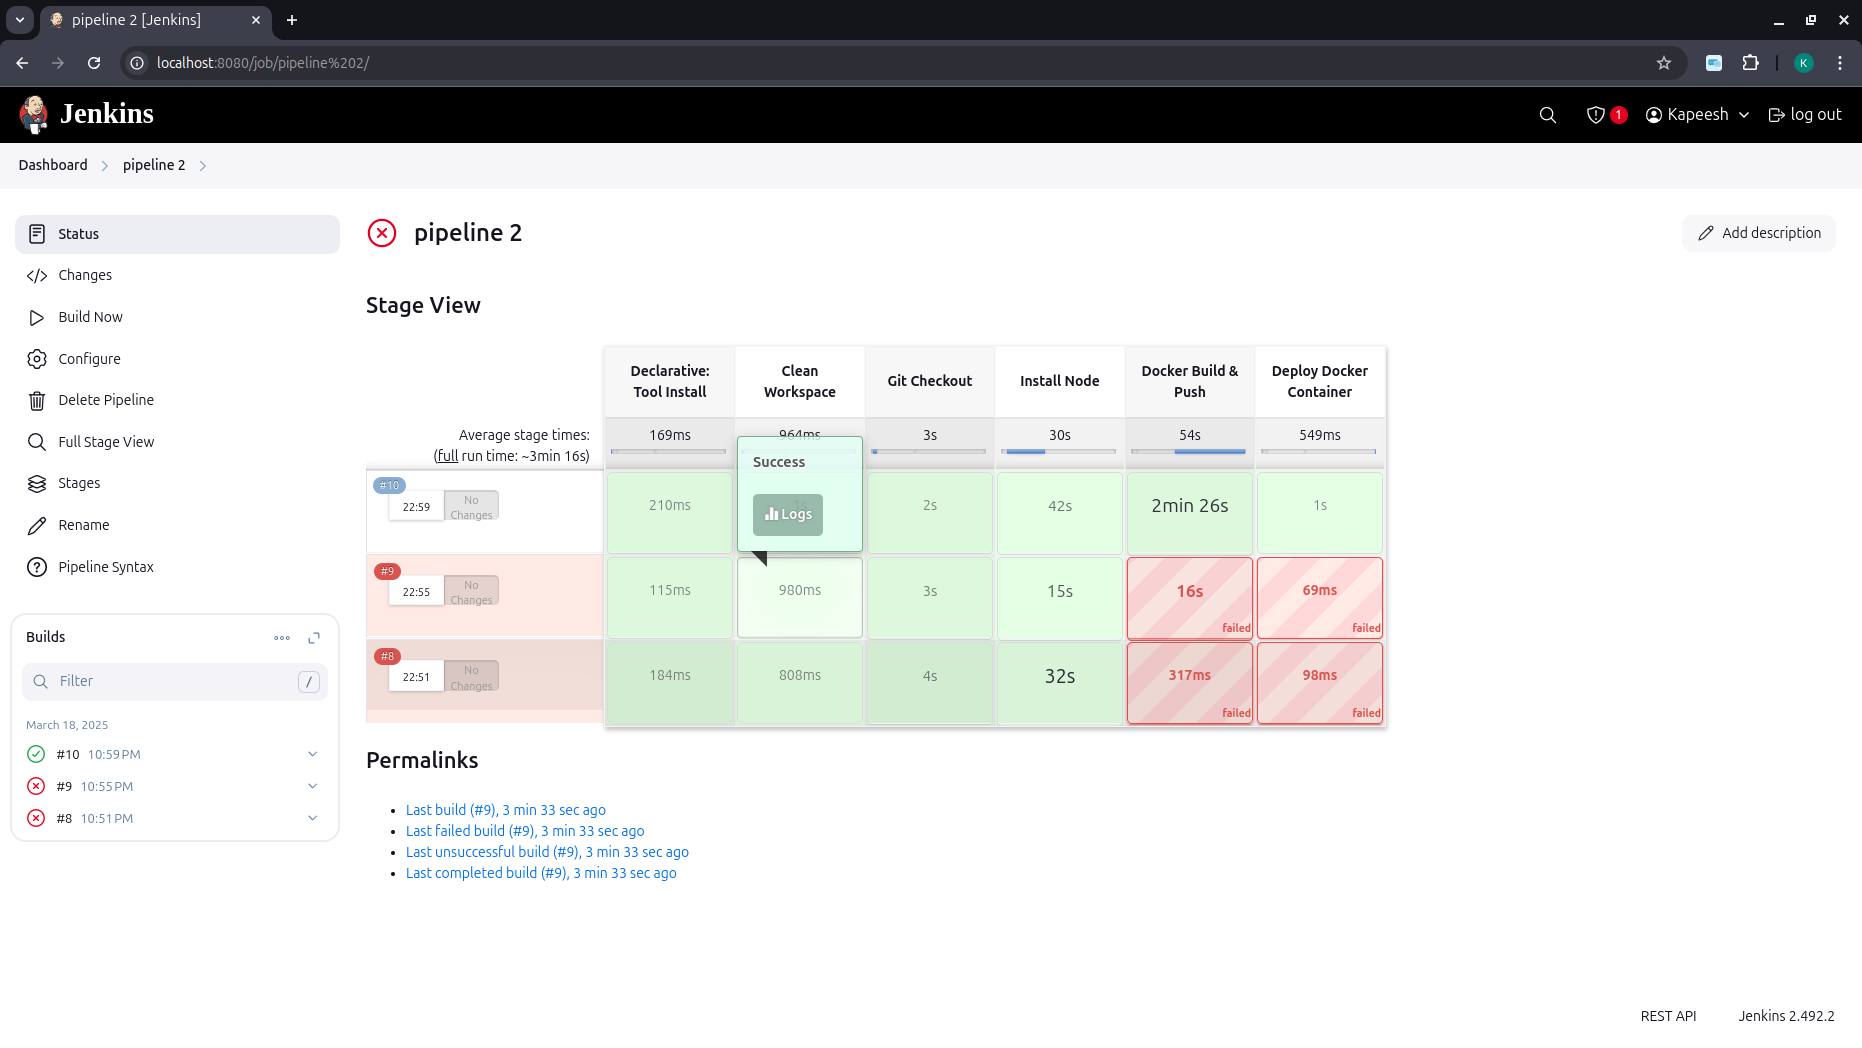 pipeline 2 [Jenkins]
localhost:8080/job/pipeline%202/
K
Jenkins
1
Kapeesh
log out
Dashboard
pipeline 2
Status
Changes
Build Now
Configure
Delete Pipeline
Full Stage View
Stages
Rename
Pipeline Syntax
Builds
Filter
/
March 18, 2025
#10 10:59 PM
#9 10:55 PM
#8 10:51 PM
pipeline 2
Add description
Stage View
Declarative: Tool Install
Clean Workspace
Git Checkout
Install Node
Docker Build & Push
Deploy Docker Container
Average stage times:
(full run time: ~3min 16s)
169ms
964ms
3s
30s
54s
549ms
#10
22:59
No Changes
210ms
Success
Logs
2s
42s
2min 26s
1s
#9
22:55
No Changes
115ms
980ms
3s
15s
16s
failed
69ms
failed
#8
22:51
No Changes
184ms
808ms
4s
32s
317ms
failed
98ms
failed
Permalinks
Last build (#9), 3 min 33 sec ago
Last failed build (#9), 3 min 33 sec ago
Last unsuccessful build (#9), 3 min 33 sec ago
Last completed build (#9), 3 min 33 sec ago
REST API
Jenkins 2.492.2